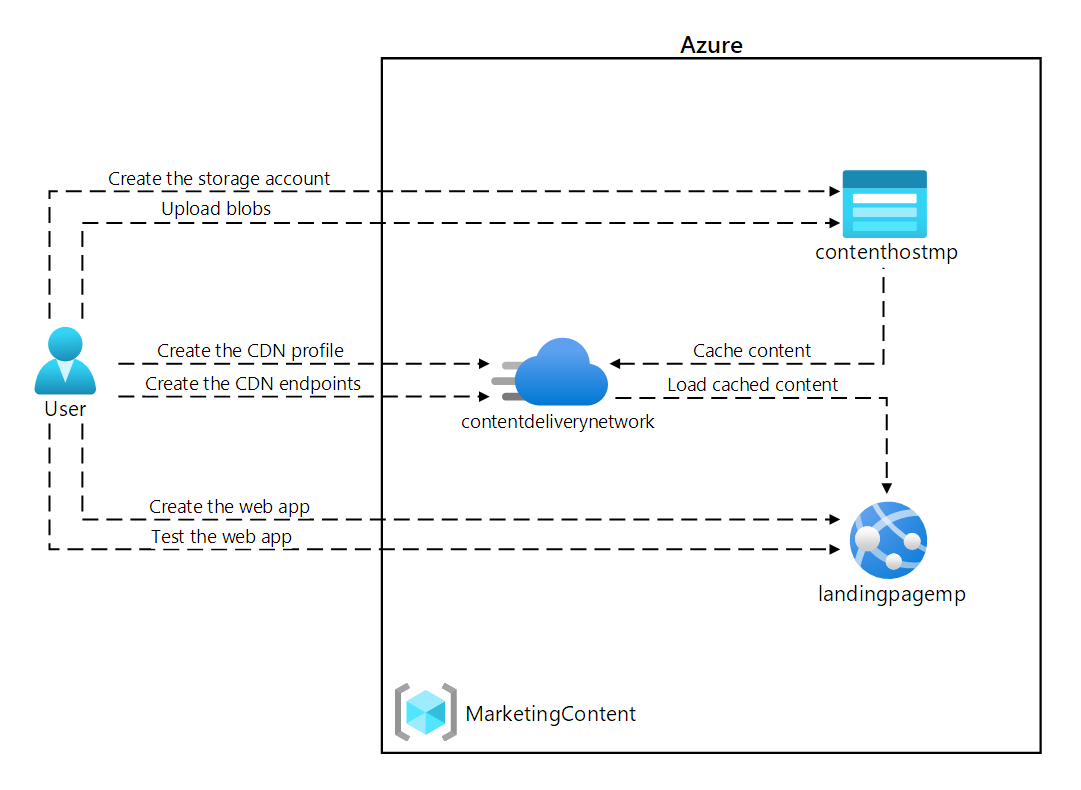 Azure
Create the storage account
Upload blobs
contenthostmp
Create the CDN profile
Cache content
Create the CDN endpoints
Load cached content
User
contentdeliverynetwork
Create the web app
Test the web app
landingpagemp
MarketingContent